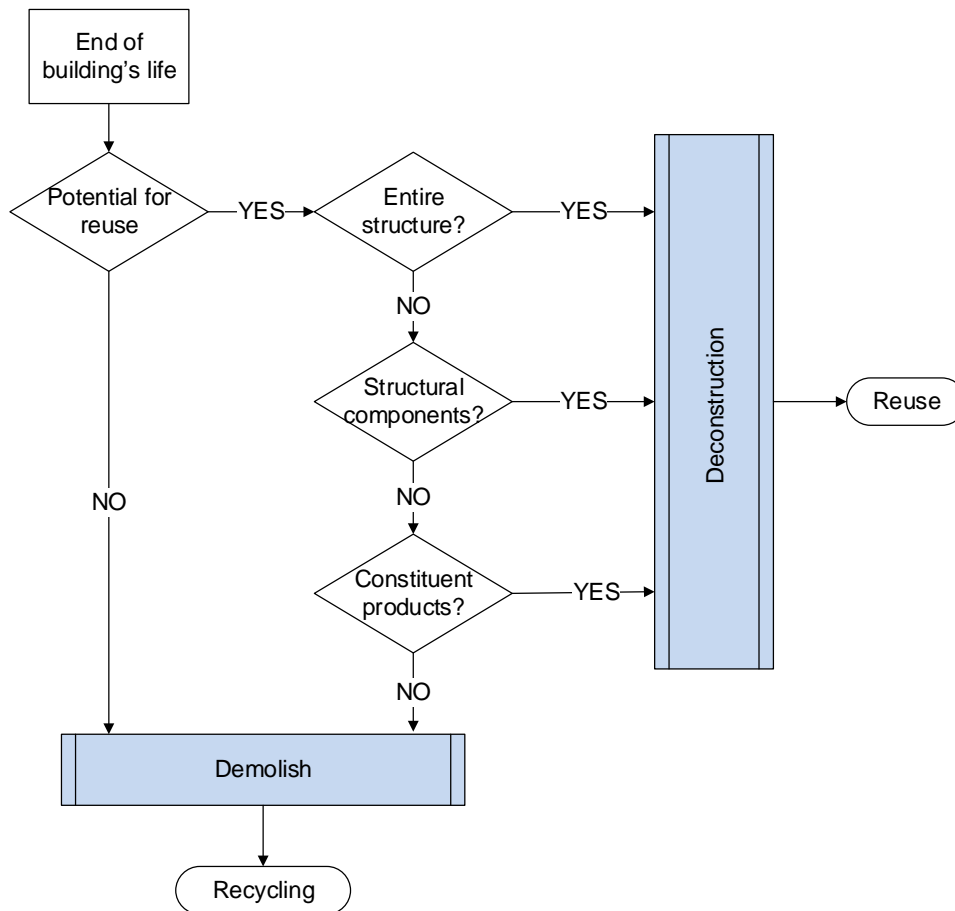 End of
building's life
Potential for
reuse
YES
Entire
structure?
YES
NO
Structural
components?
YES
Deconstruction
Reuse
NO
NO
Constituent
products?
YES
NO
Demolish
Recycling